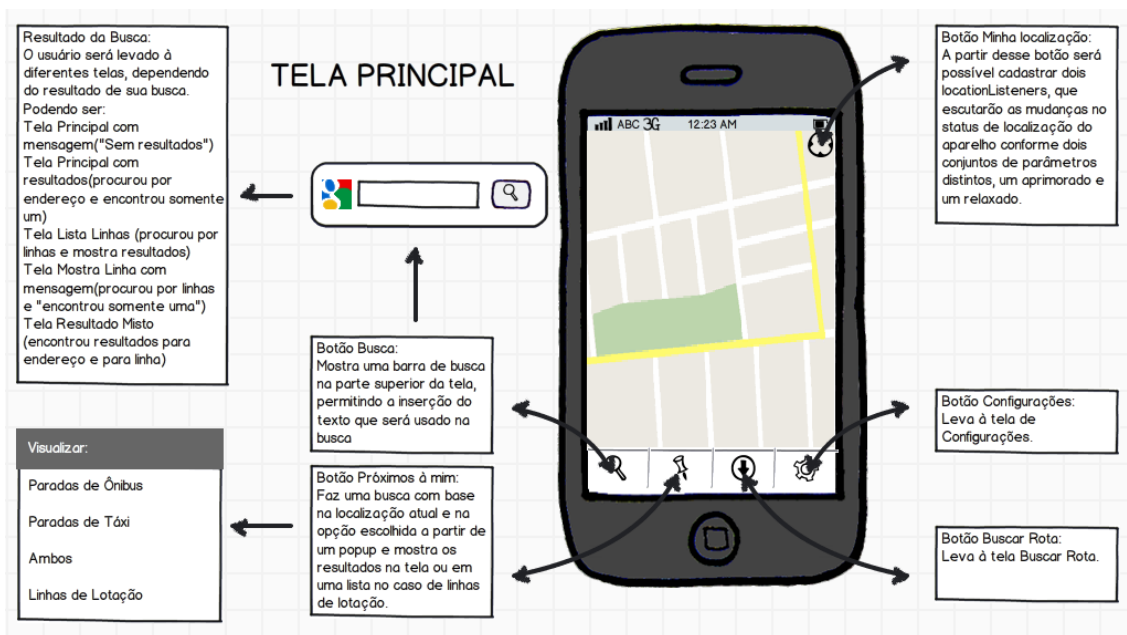 Resultado da Busca:
O usuário será levado à
diferentes telas, dependendo
do resultado de sua busca.
Podendo ser:
Tela Principal com
mensagem("Sem resultados")
Tela Principal com
resultados(procurou por
endereço e encontrou somente
um)
Tela Lista Linhas (procurou por
linhas e mostra resultados)
Tela Mostra Linha com
mensagem(procurou por linhas
e "encontrou somente uma")
Tela Resultado Misto
(encontrou resultados para
endereço e para linha)
TELA PRINCIPAL
ABC 3G 12:23 AM
Botão Minha localização:
A partir desse botão será
possível cadastrar dois
locationListeners, que
escutarão as mudanças no
status de localização do
aparelho conforme dois
conjuntos de parâmetros
distintos, um aprimorado e
um relaxado.
Botão Busca:
Mostra uma barra de busca
na parte superior da tela,
permitindo a inserção do
texto que será usado na
busca
Botão Configurações:
Leva à tela de
Configurações.
Visualizar:
Paradas de Ônibus
Paradas de Táxi
Ambos
Linhas de Lotação
Botão Próximos à mim:
Faz uma busca com base
na localização atual e na
opção escolhida a partir de
um popup e mostra os
resultados na tela ou em
uma lista no caso de linhas
de lotação.
Botão Buscar Rota:
Leva à tela Buscar Rota.